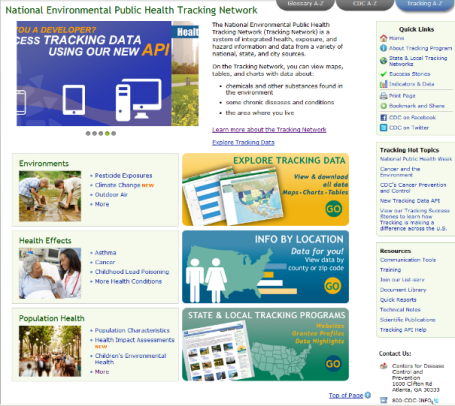 Glossary A-Z
CDC A-Z
Tracking A-Z
National Environmental Public Health Tracking Network
OU A DEVELOPER?
CESS TRACKING DATA
USING OUR NEW API
Healt
The National Environmental Public Health
Tracking Network (Tracking Network) is a
system of integrated health, exposure, and
hazard information and data from a variety of
national, state, and city sources.
On the Tracking Network, you can view maps,
tables, and charts with data about:
• chemicals and other substances found in
the environment
• some chronic diseases and conditions
• the area where you live
Learn more about the Tracking Network
Explore Tracking Data
Environments
• Pesticide Exposures
• Climate Change NEW
• Outdoor Air
• More
EXPLORE TRACKING DATA
View & download
all data
Maps · Charts · Tables
GO
Health Effects
• Asthma
• Cancer
• Childhood Lead Poisoning
• More Health Conditions
INFO BY LOCATION
Data for you!
View data by
county or zip code
GO
Population Health
• Population Characteristics
• Health Impact Assessments
NEW
• Children's Environmental
Health
• More
STATE & LOCAL TRACKING PROGRAMS
Websites
Grantee Profiles
Data Highlights
GO
Top of Page
Quick Links
Home
About Tracking Program
State & Local Tracking
Networks
Success Stories
Indicators & Data
Print Page
Bookmark and Share
CDC on Facebook
CDC on Twitter
Tracking Hot Topics
National Public Health Week
Cancer and the
Environment
CDC's Cancer Prevention
and Control
New Tracking Data API
View our Tracking Success
Stories to learn how
Tracking is making a
difference across the U.S.
Resources
Communication Tools
Training
Join our List-serv
Document Library
Quick Reports
Technical Notes
Scientific Publications
Tracking API Help
Contact Us:
Centers for Disease
Control and
Prevention
1600 Clifton Rd
Atlanta, GA 30333
800-CDC-INFO